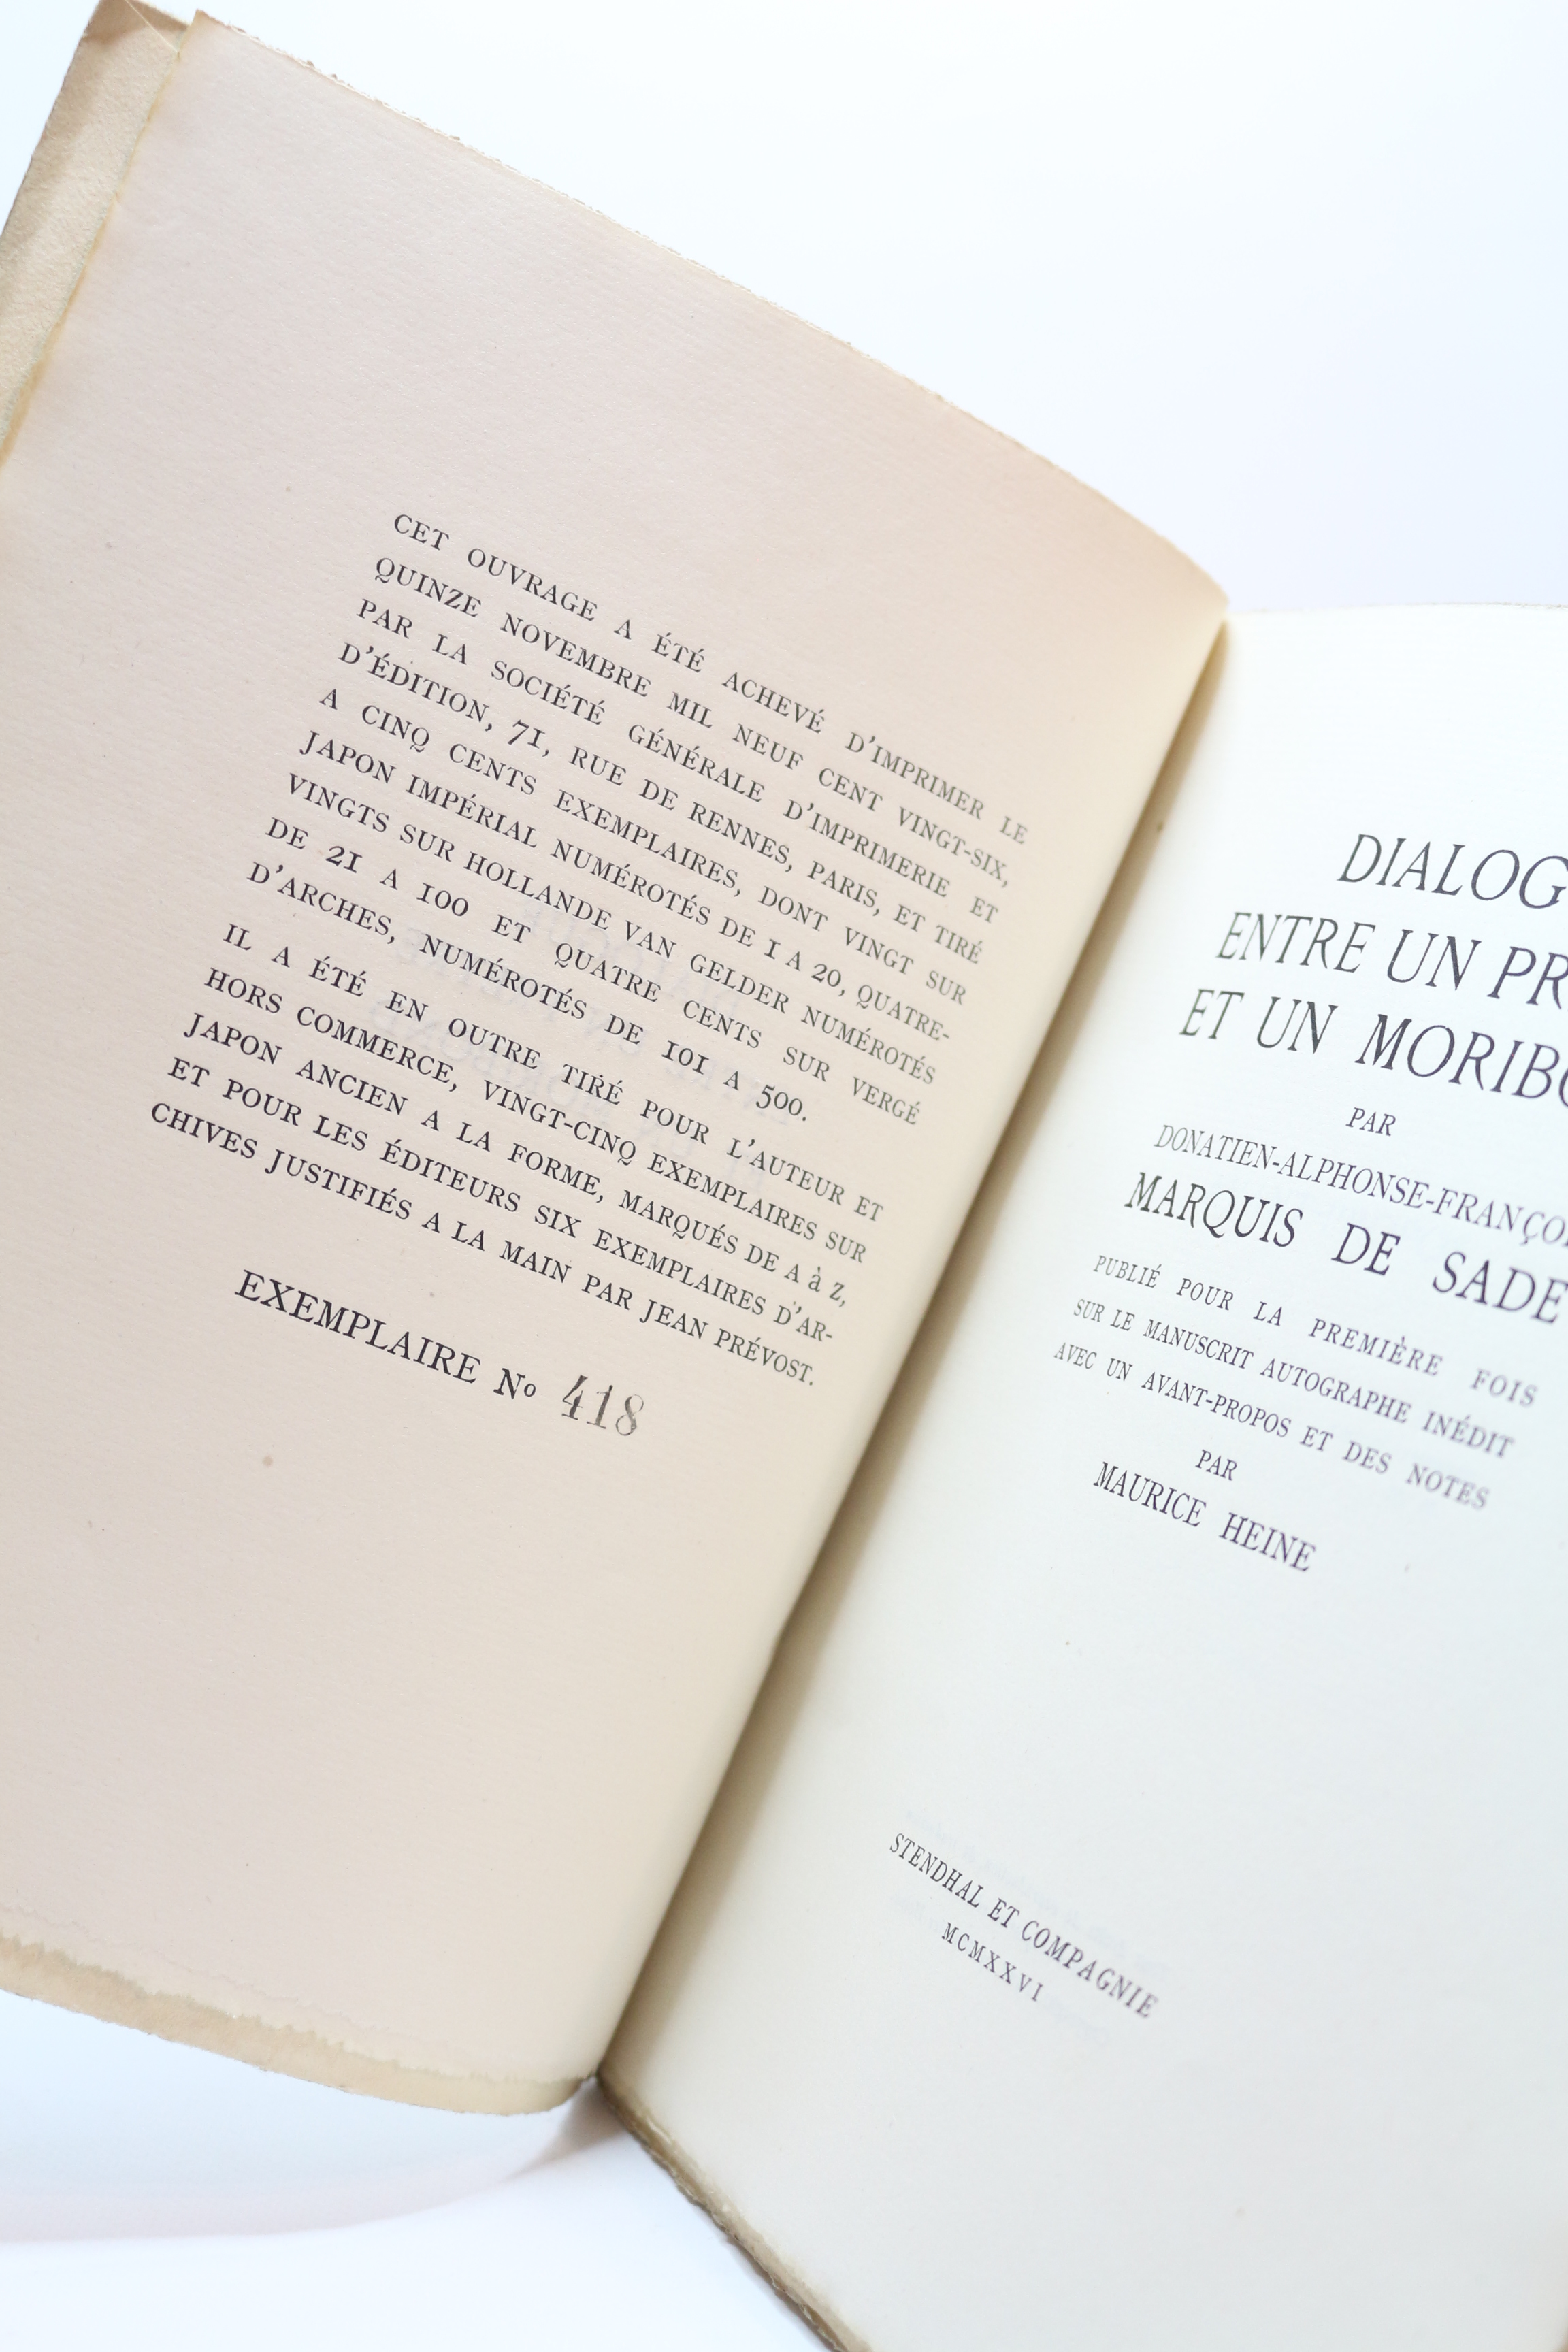 CET OUVRAGE A ÉTÉ ACHEVÉ D'IMPRIMER LE
QUINZE NOVEMBRE MIL NEUF CENT VINGT-SIX,
PAR LA SOCIÉTÉ GÉNÉRALE D'IMPRIMERIE ET
D'ÉDITION, 71, RUE DE RENNES, PARIS, ET TIRÉ
A CINQ CENTS EXEMPLAIRES, DONT VINGT SUR
JAPON IMPÉRIAL NUMÉROTÉS DE 1 A 20, QUATRE-
VINGTS SUR HOLLANDE VAN GELDER NUMÉROTÉS
DE 21 A 100 ET QUATRE CENTS SUR VERGÉ
D'ARCHES, NUMÉROTÉS DE 101 A 500.
IL A ÉTÉ EN OUTRE TIRÉ POUR L'AUTEUR ET
HORS COMMERCE, VINGT-CINQ EXEMPLAIRES SUR
JAPON ANCIEN A LA FORME, MARQUÉS DE A à Z,
ET POUR LES ÉDITEURS SIX EXEMPLAIRES D'AR-
CHIVES JUSTIFIÉS A LA MAIN PAR JEAN PRÉVOST.
EXEMPLAIRE No 418
DIALOG
ENTRE UN PR
ET UN MORIBO
PAR
DONATIEN-ALPHONSE-FRANÇOI
MARQUIS DE SADE
PUBLIÉ POUR LA PREMIÈRE FOIS
SUR LE MANUSCRIT AUTOGRAPHE INÉDIT
AVEC UN AVANT-PROPOS ET DES NOTES
PAR
MAURICE HEINE
STENDHAL ET COMPAGNIE
MCMXXVI